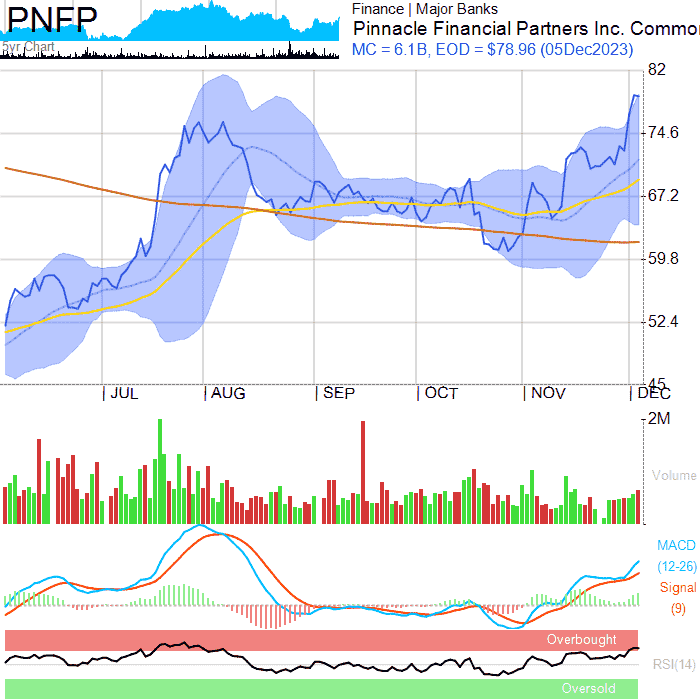 PNFP
5yr Chart
Finance | Major Banks
Pinnacle Financial Partners Inc. Commo
MC = 6.1B, EOD = $78.96 (05Dec2023)
82
74.6
67.2
59.8
52.4
45
JUL AUG SEP OCT NOV DEC
2M
Volume
MACD
(12-26)
Signal
(9)
Overbought
RSI(14)
Oversold